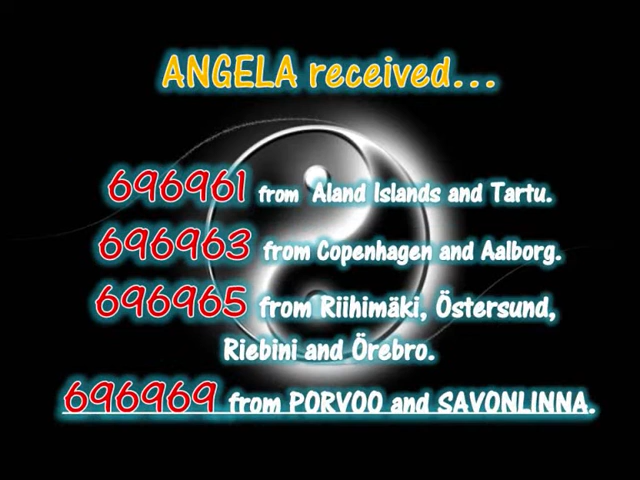 ANGELA received...
696961 from Aland Islands and Tartu.
696963 from Copenhagen and Aalborg.
696965 from Riihimäki, Östersund,
Riebini and Örebro.
696969 from PORVOO and SAVONLINNA.